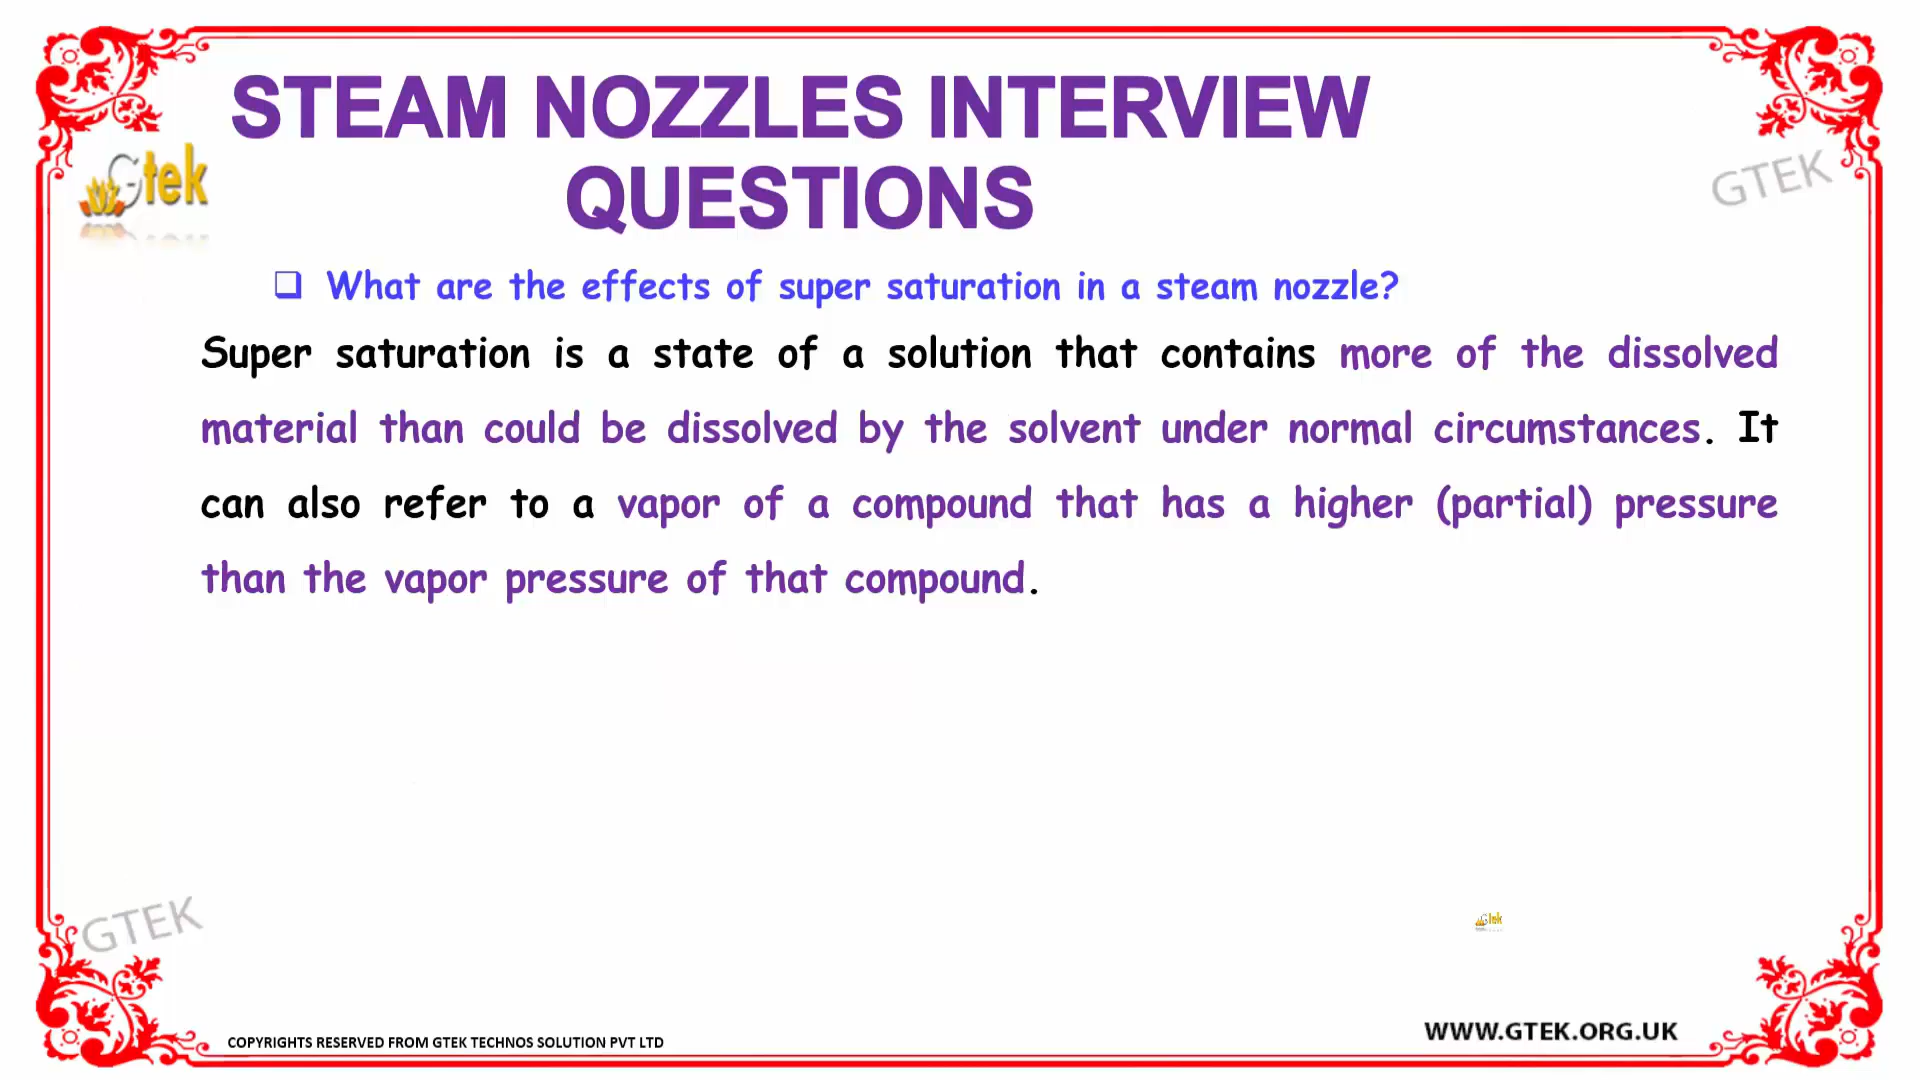 STEAM NOZZLES INTERVIEW
QUESTIONS
Gtek
GTEK
What are the effects of super saturation in a steam nozzle?
Super saturation is a state of a solution that contains more of the dissolved
material than could be dissolved by the solvent under normal circumstances. It
can also refer to a vapor of a compound that has a higher (partial) pressure
than the vapor pressure of that compound.
GTEK
Gtek
COPYRIGHTS RESERVED FROM GTEK TECHNOS SOLUTION PVT LTD
WWW.GTEK.ORG.UK